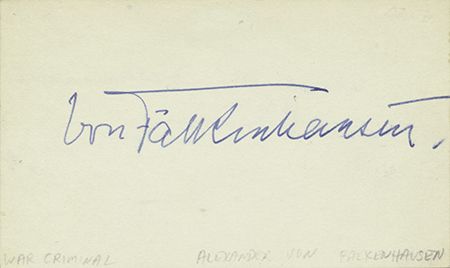 von Falkenhausen.
WAR CRIMINAL ALEXANDER VON FALKENHAUSEN